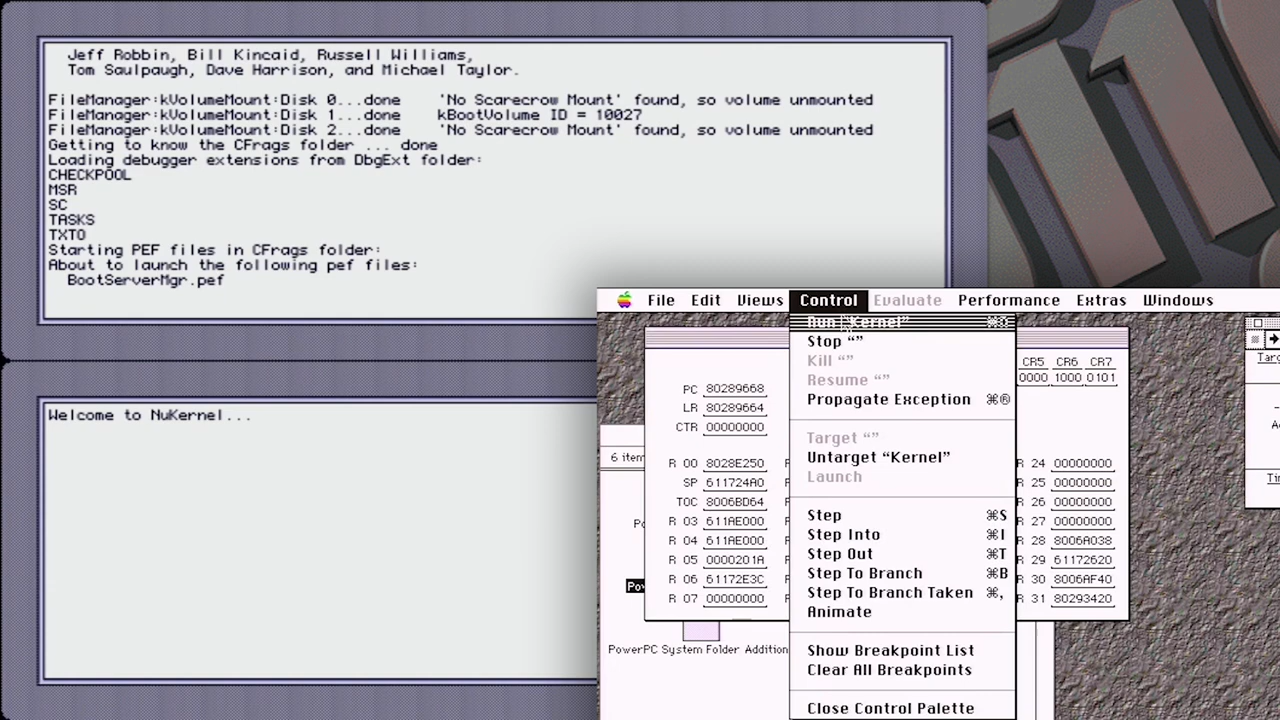 Jeff Robbin, Bill Kincaid, Russell Williams,
Tom Saulpaugh, Dave Harrison, and Michael Taylor.
FileManager:kVolumeMount:Disk 0...done 'No Scarecrow Mount' found, so volume unmounted
FileManager:kVolumeMount:Disk 1...done kBootVolume ID = 10027
FileManager:kVolumeMount:Disk 2...done 'No Scarecrow Mount' found, so volume unmounted
Getting to know the CFrags folder ... done
Loading debugger extensions from DbgExt folder:
CHECKPOOL
MSR
SC
TASKS
TXTO
Starting PEF files in CFrags folder:
About to launch the following pef files:
BootServerMgr.pef
Welcome to NuKernel...
File Edit Views Control Evaluate Performance Extras Windows
Run “Kernel”
Stop “”
Kill “”
Resume “”
Propagate Exception ⌘®
Target “”
Untarget “Kernel”
Launch
Step ⌘S
Step Into ⌘I
Step Out ⌘T
Step To Branch ⌘B
Step To Branch Taken ⌘,
Animate
Show Breakpoint List
Clear All Breakpoints
Close Control Palette
PC 80289668
LR 80289664
CTR 00000000
R 00 8028E250
SP 611724A0
TOC 8006BD64
R 03 611AE000
R 04 611AE000
R 05 0000201A
R 06 61172E3C
R 07 00000000
CR5 CR6 CR7
0000 1000 0101
R 24 00000000
R 25 00000000
R 26 00000000
R 27 00000000
R 28 8006A038
R 29 61172620
R 30 8006AF40
R 31 80293420
6 item
Po
Po
PowerPC System Folder Addition
Targ
Tin